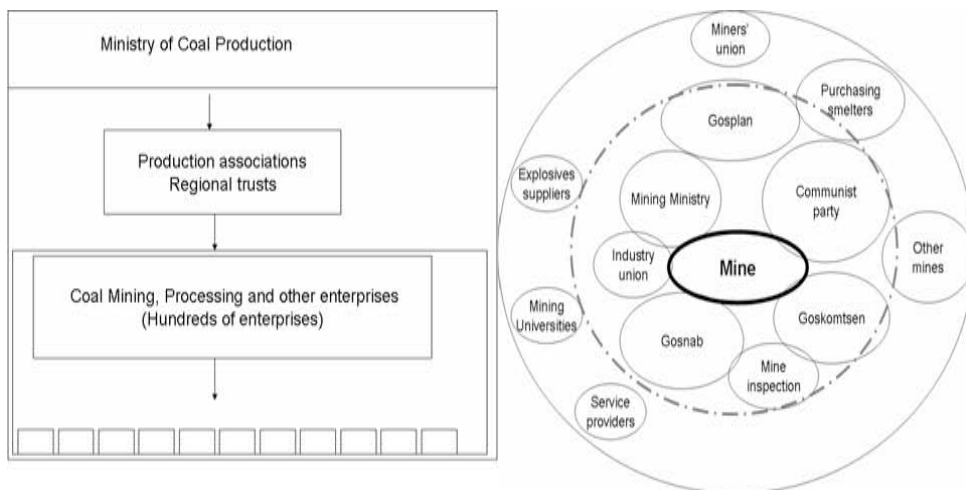 Ministry of Coal Production
Production associations
Regional trusts
Coal Mining, Processing and other enterprises
(Hundreds of enterprises)
Miners'
union
Purchasing
smelters
Gosplan
Explosives
suppliers
Mining Ministry
Communist
party
Industry
union
Mine
Other
mines
Mining
Universities
Gosnab
Goskomtsen
Mine
inspection
Service
providers